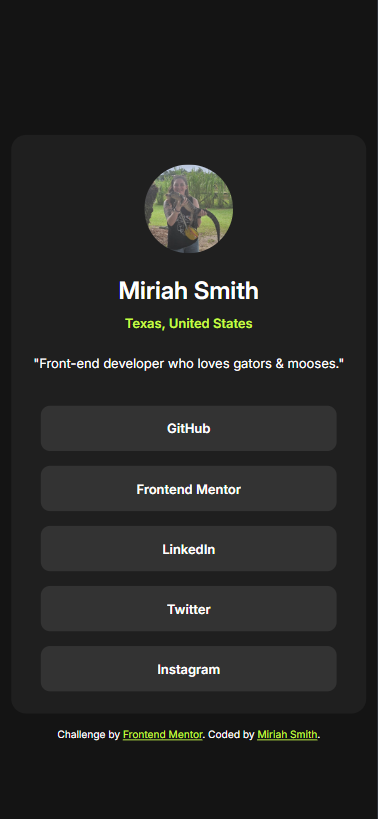 Miriah Smith
Texas, United States
"Front-end developer who loves gators & mooses."
GitHub
Frontend Mentor
LinkedIn
Twitter
Instagram
Challenge by Frontend Mentor. Coded by Miriah Smith.